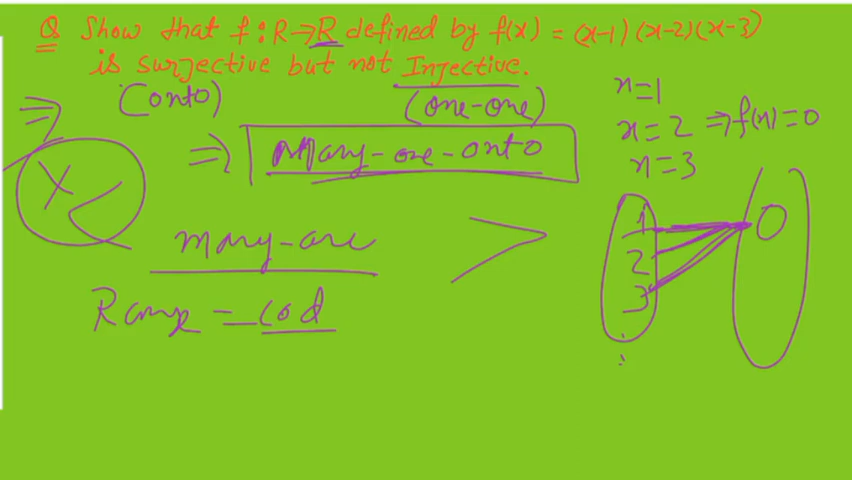 Q Show that f : R→R defined by f(x) = (x-1) (x-2)(x-3)
is surjective but not Injective.
⇒ (onto) (one-one)
⇒ Many-one-onto
x=1
x=2 ⇒ f(x)=0
x=3
many-one
Range = cod
1
2
3
0